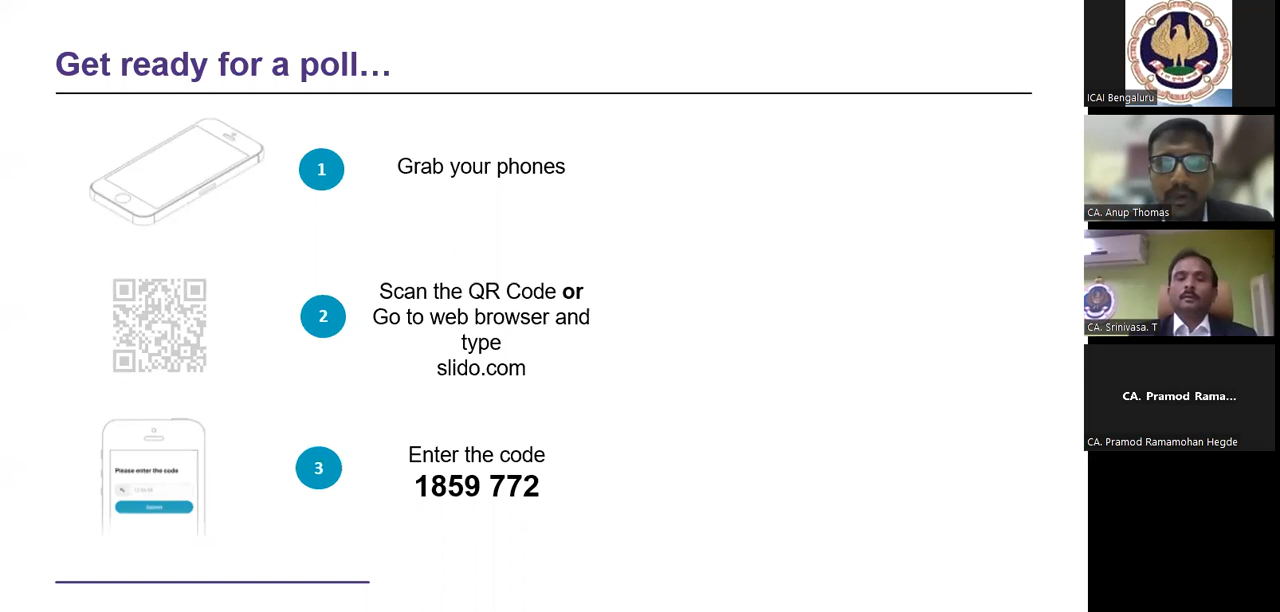 Get ready for a poll…
1
Grab your phones
2
Scan the QR Code or
Go to web browser and
type
slido.com
Please enter the code
Submit
3
Enter the code
1859 772
ICAI Bengaluru
CA. Anup Thomas
CA. Srinivasa. T
CA. Pramod Rama...
CA. Pramod Ramamohan Hegde